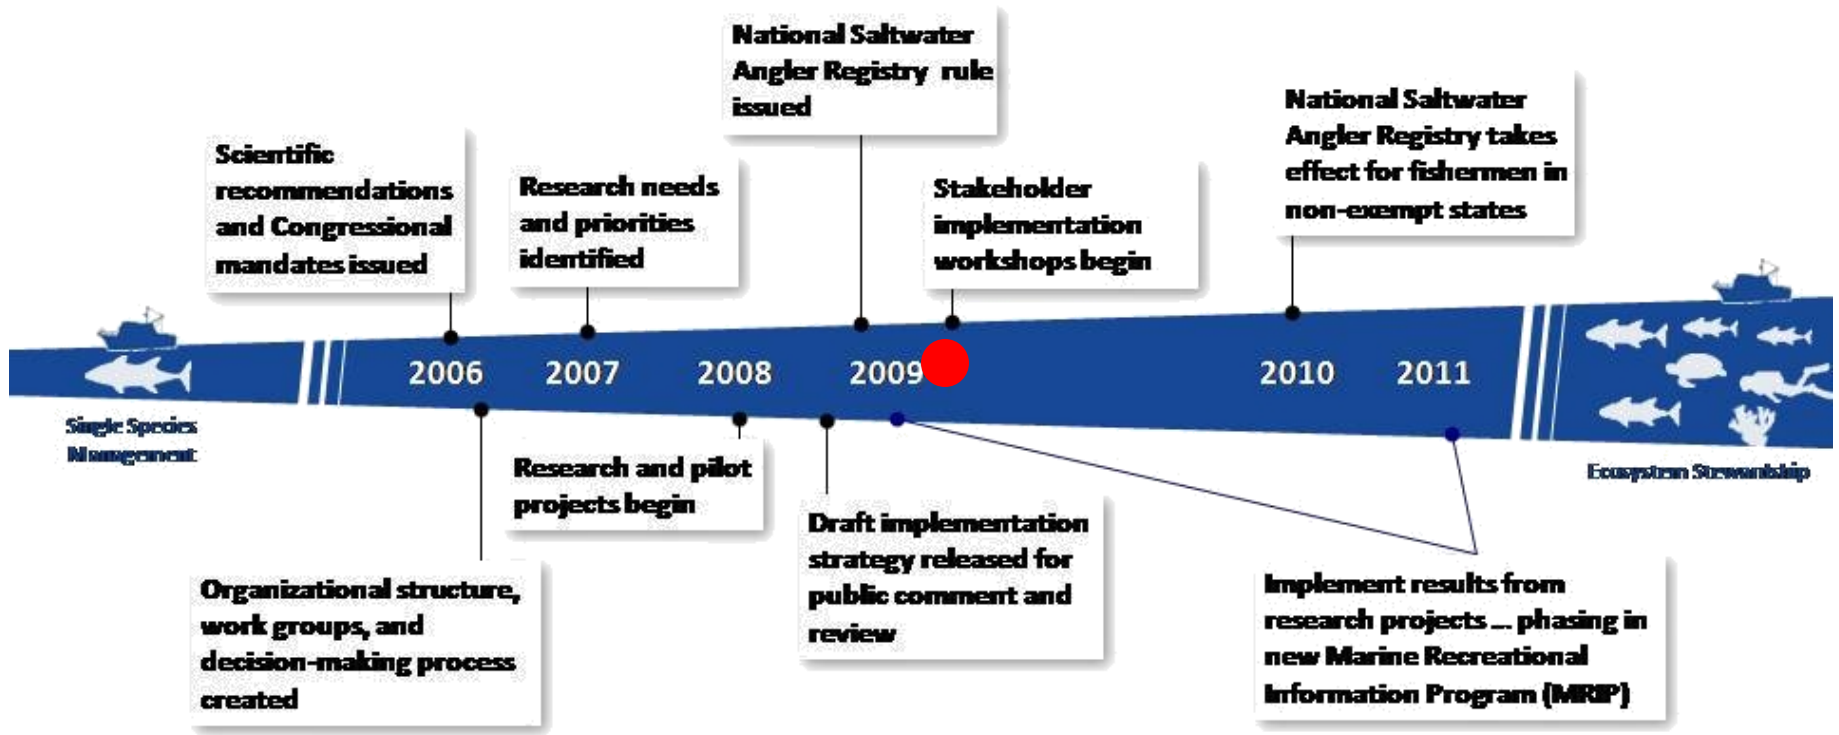 National Saltwater
Angler Registry rule
issued
National Saltwater
Angler Registry takes
effect for fishermen in
non-exempt states
Scientific
recommendations
and Congressional
mandates issued
Research needs
and priorities
identified
Stakeholder
implementation
workshops begin
2006 2007 2008 2009 2010 2011
Single Species
Management
Ecosystem Stewardship
Research and pilot
projects begin
Draft implementation
strategy released for
public comment and
review
Organizational structure,
work groups, and
decision-making process
created
Implement results from
research projects ... phasing in
new Marine Recreational
Information Program (MRIP)